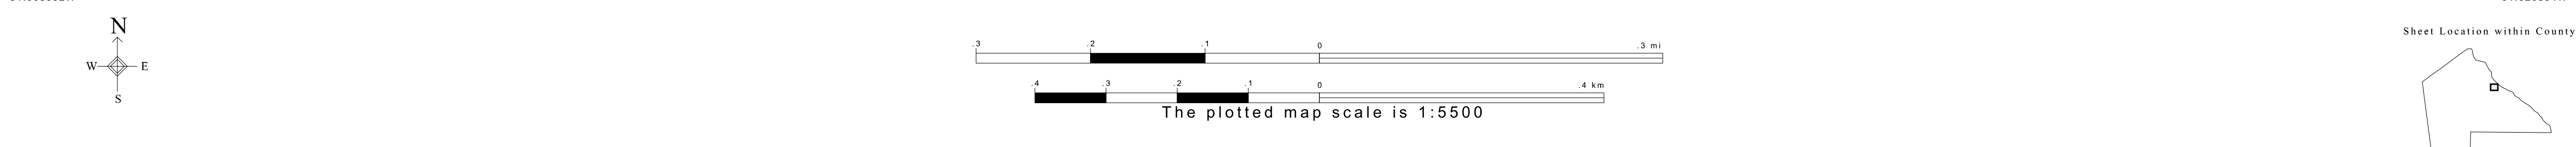 N
W E
S
.3 .2 .1 0 .3 mi
.4 .3 .2 .1 0 .4 km
The plotted map scale is 1:5500
Sheet Location within County